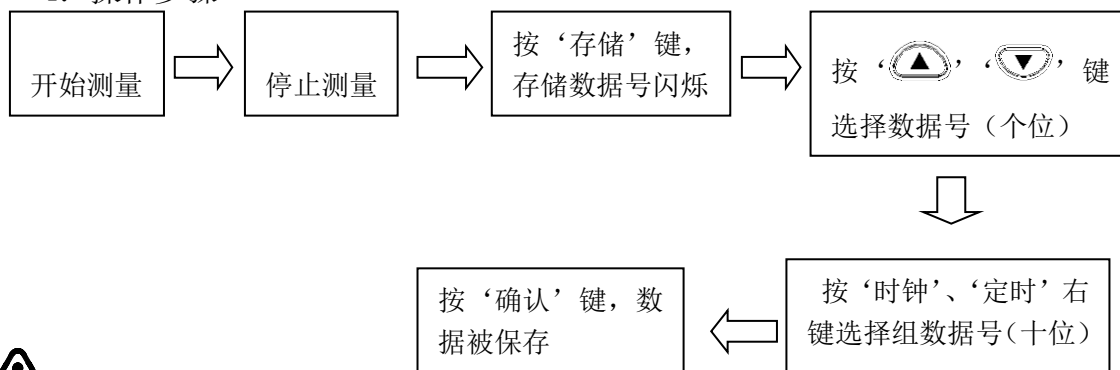 开始测量
停止测量
按‘存储’键，
存储数据号闪烁
按‘▲’‘▼’键
选择数据号（个位）
按‘时钟’、‘定时’右
键选择组数据号（十位）
按‘确认’键，数
据被保存